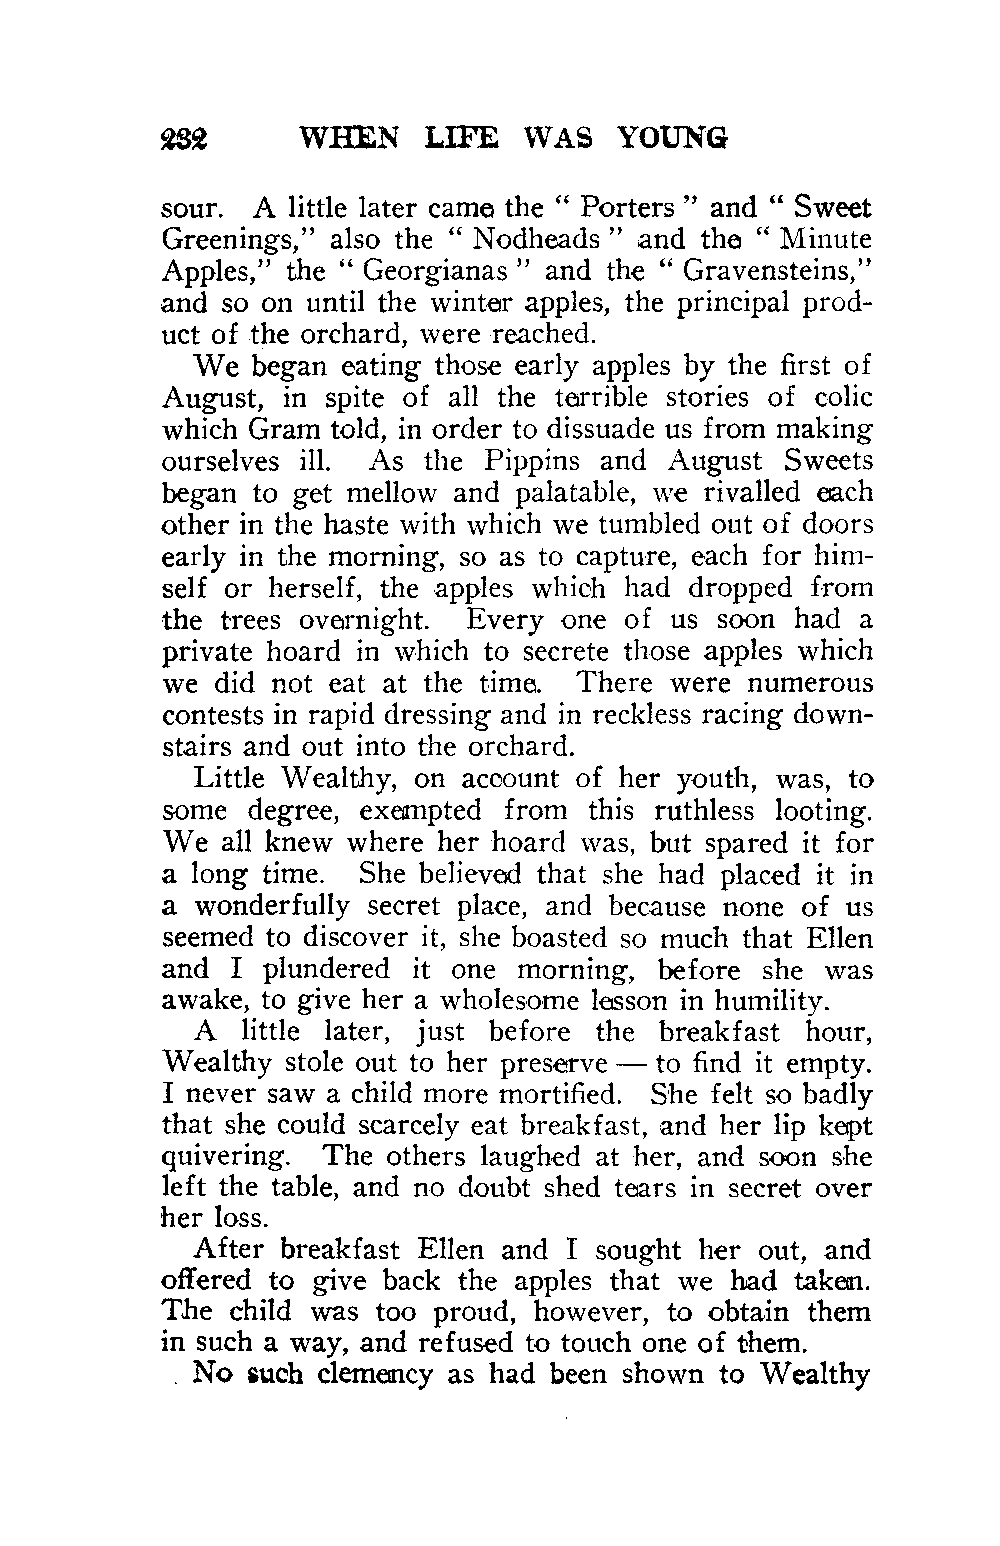 232 WHEN LIFE WAS YOUNG
sour. A little later came the “ Porters ” and “ Sweet
Greenings,” also the “ Nodheads ” and the “ Minute
Apples,” the “ Georgianas ” and the “ Gravensteins,”
and so on until the winter apples, the principal prod-
uct of the orchard, were reached.
We began eating those early apples by the first of
August, in spite of all the terrible stories of colic
which Gram told, in order to dissuade us from making
ourselves ill. As the Pippins and August Sweets
began to get mellow and palatable, we rivalled each
other in the haste with which we tumbled out of doors
early in the morning, so as to capture, each for him-
self or herself, the apples which had dropped from
the trees overnight. Every one of us soon had a
private hoard in which to secrete those apples which
we did not eat at the time. There were numerous
contests in rapid dressing and in reckless racing down-
stairs and out into the orchard.
Little Wealthy, on account of her youth, was, to
some degree, exempted from this ruthless looting.
We all knew where her hoard was, but spared it for
a long time. She believed that she had placed it in
a wonderfully secret place, and because none of us
seemed to discover it, she boasted so much that Ellen
and I plundered it one morning, before she was
awake, to give her a wholesome lesson in humility.
A little later, just before the breakfast hour,
Wealthy stole out to her preserve — to find it empty.
I never saw a child more mortified. She felt so badly
that she could scarcely eat breakfast, and her lip kept
quivering. The others laughed at her, and soon she
left the table, and no doubt shed tears in secret over
her loss.
After breakfast Ellen and I sought her out, and
offered to give back the apples that we had taken.
The child was too proud, however, to obtain them
in such a way, and refused to touch one of them.
No such clemency as had been shown to Wealthy